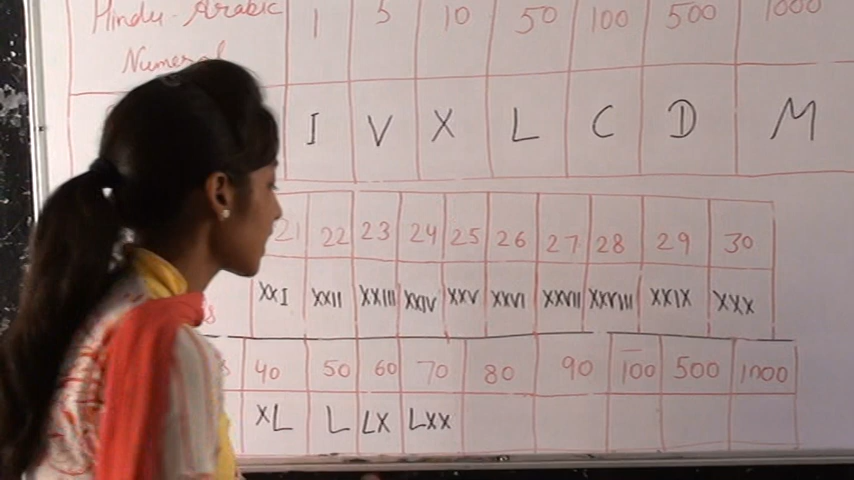 Hindu-Arabic 1 5 10 50 100 500 1000
Numeral
I V X L C D M
21 22 23 24 25 26 27 28 29 30
XXI XXII XXIII XXIV XXV XXVI XXVII XXVIII XXIX XXX
40 50 60 70 80 90 100 500 1000
XL L LX LXX